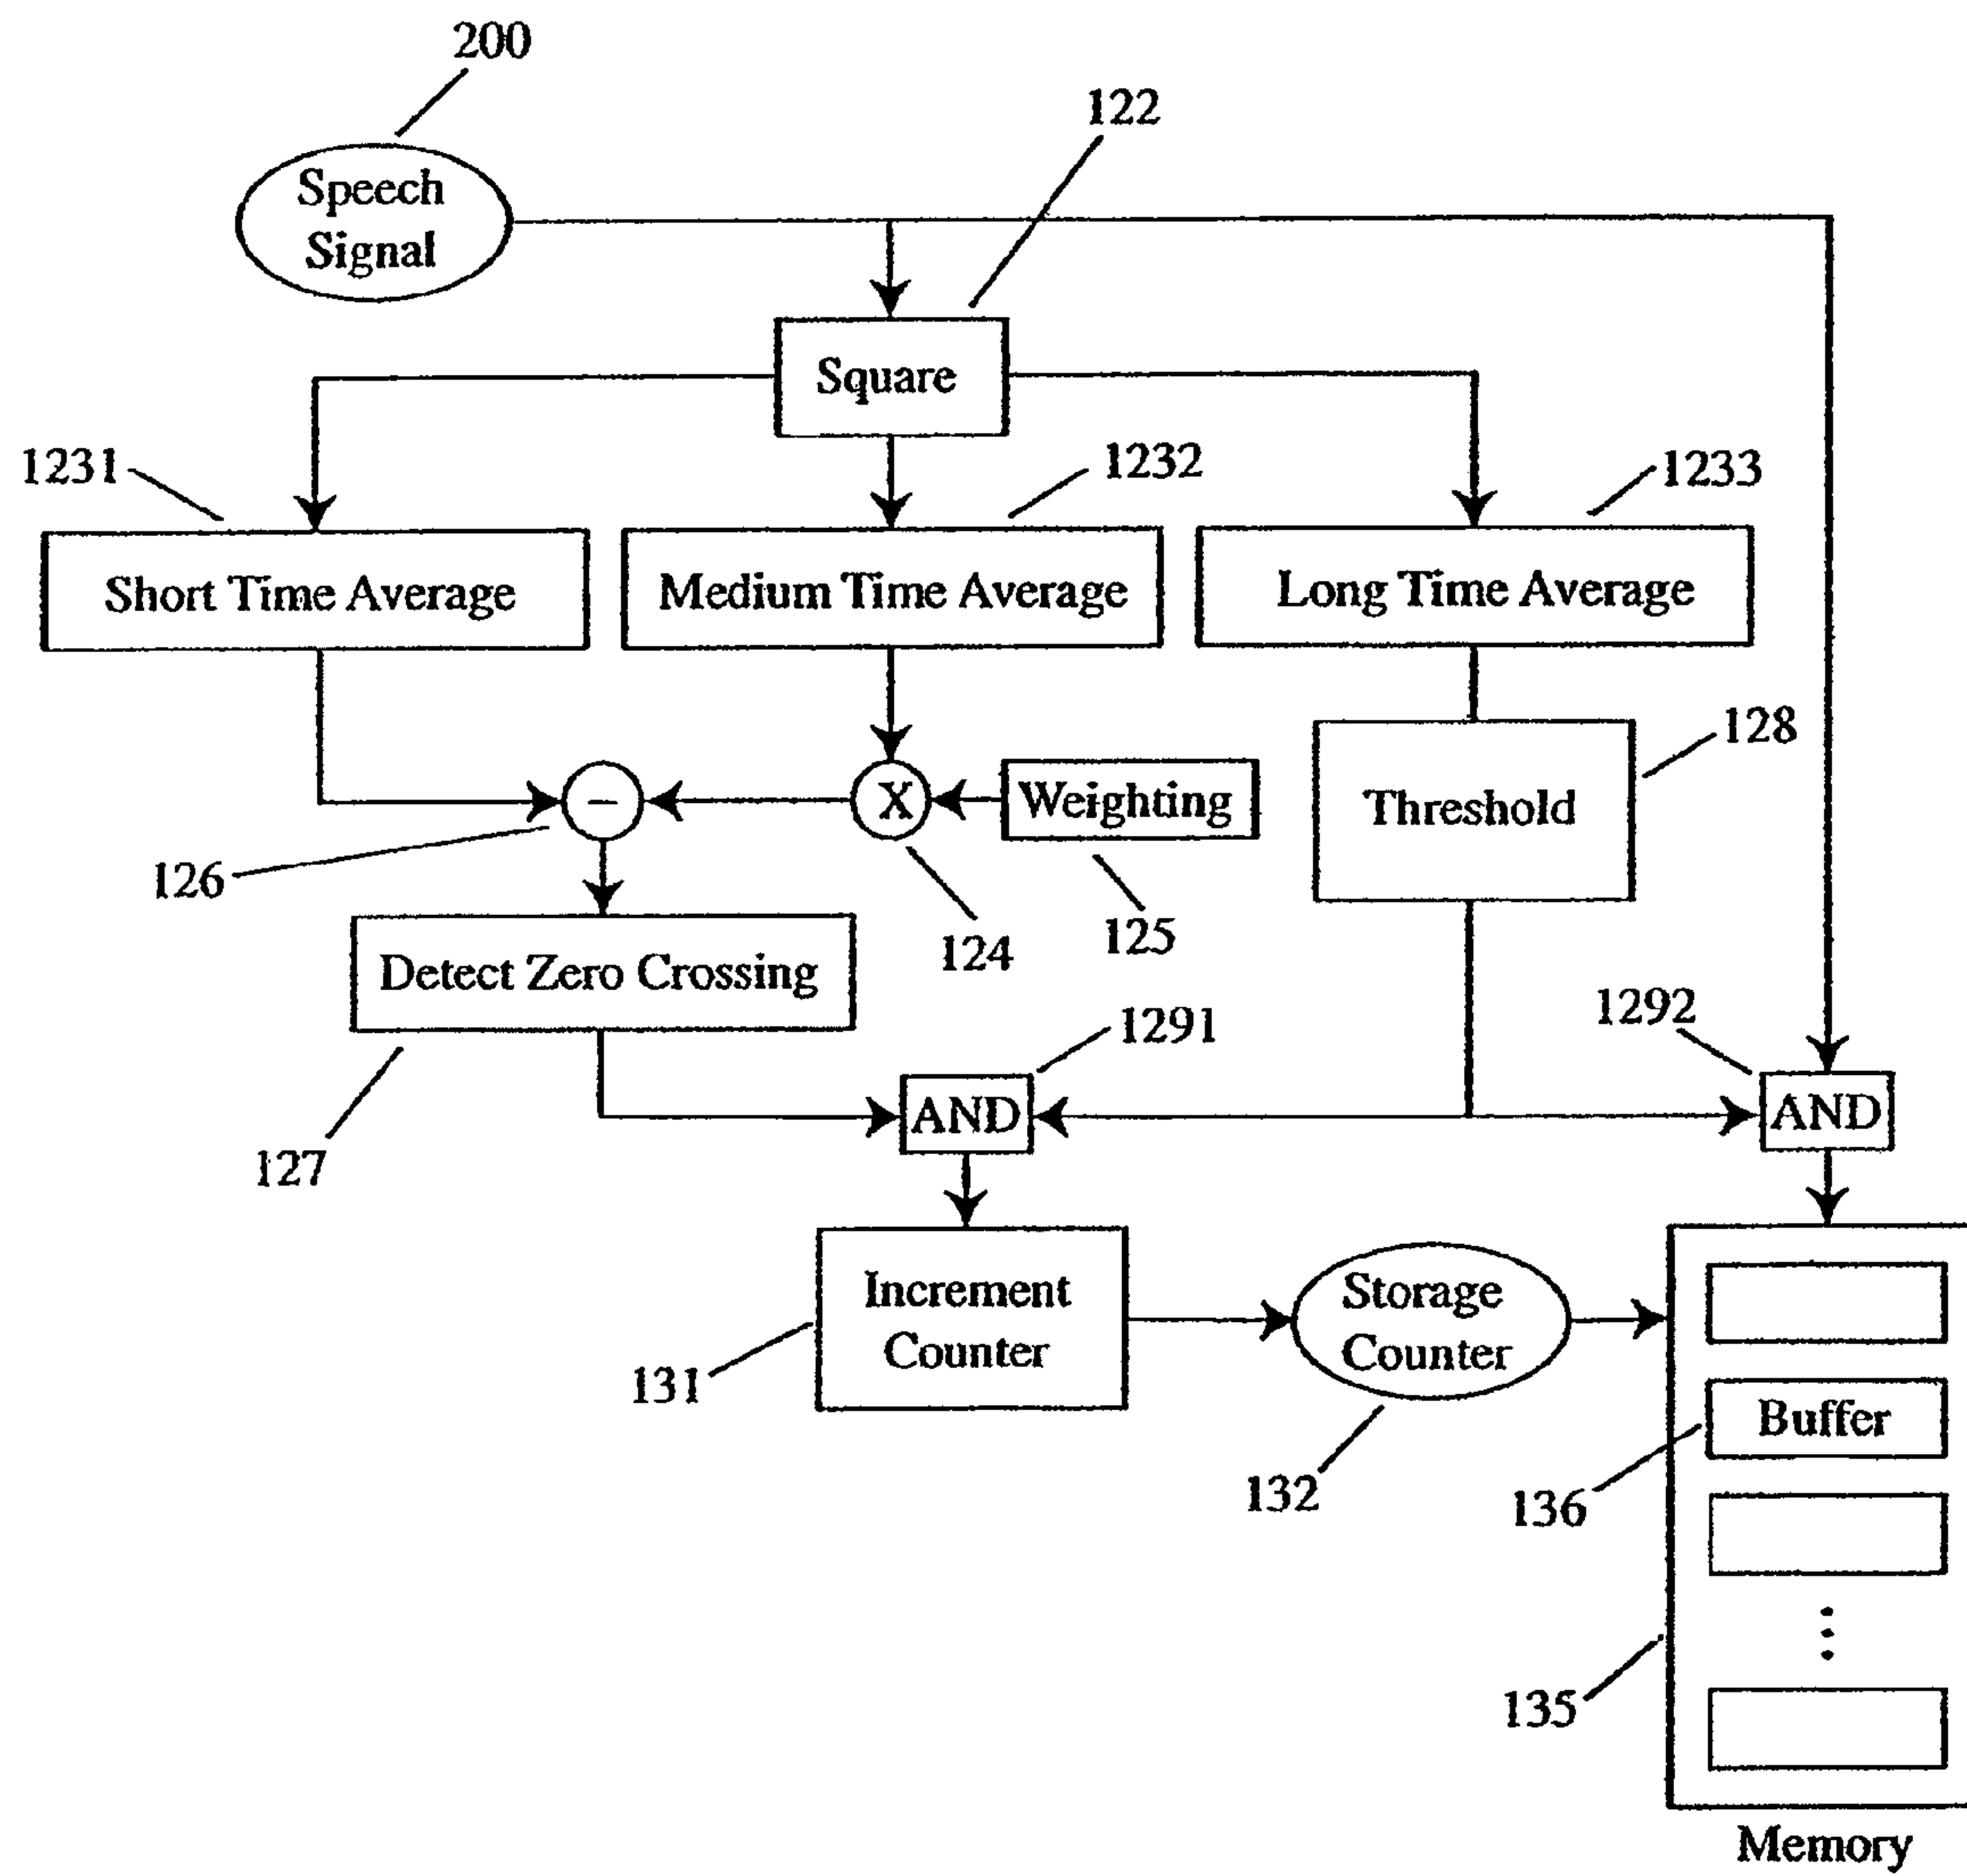 200
122
Speech
Signal
Square
1231
1232
1233
Short Time Average
Medium Time Average
Long Time Average
128
–
X
Weighting
Threshold
126
124
125
Detect Zero Crossing
1291
1292
AND
AND
127
Increment
Counter
Storage
Counter
131
Buffer
132
136
135
Memory